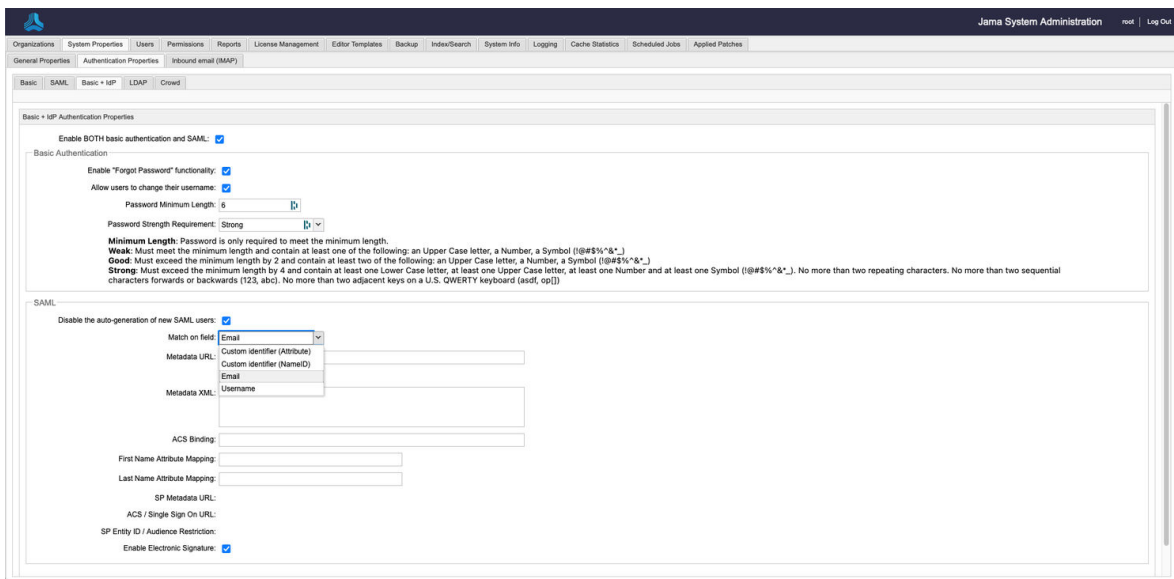 Jama System Administration root | Log Out
Organizations System Properties Users Permissions Reports License Management Editor Templates Backup Index/Search System Info Logging Cache Statistics Scheduled Jobs Applied Patches
General Properties Authentication Properties Inbound email (IMAP)
Basic SAML Basic + IdP LDAP Crowd
Basic + IdP Authentication Properties
Enable BOTH basic authentication and SAML:
Basic Authentication
Enable "Forgot Password" functionality:
Allow users to change their username:
Password Minimum Length: 6
Password Strength Requirement: Strong
Minimum Length: Password is only required to meet the minimum length.
Weak: Must meet the minimum length and contain at least one of the following: an Upper Case letter, a Number, a Symbol (!@#$%^&*_)
Good: Must exceed the minimum length by 2 and contain at least two of the following: an Upper Case letter, a Number, a Symbol (!@#$%^&*_)
Strong: Must exceed the minimum length by 4 and contain at least one Lower Case letter, at least one Upper Case letter, at least one Number and at least one Symbol (!@#$%^&*_). No more than two repeating characters. No more than two sequential
characters forwards or backwards (123, abc). No more than two adjacent keys on a U.S. QWERTY keyboard (asdf, op[])
SAML
Disable the auto-generation of new SAML users:
Match on field: Email
Custom identifier (Attribute)
Metadata URL:
Custom identifier (NameID)
Email
Username
Metadata XML:
ACS Binding:
First Name Attribute Mapping:
Last Name Attribute Mapping:
SP Metadata URL:
ACS / Single Sign On URL:
SP Entity ID / Audience Restriction:
Enable Electronic Signature: